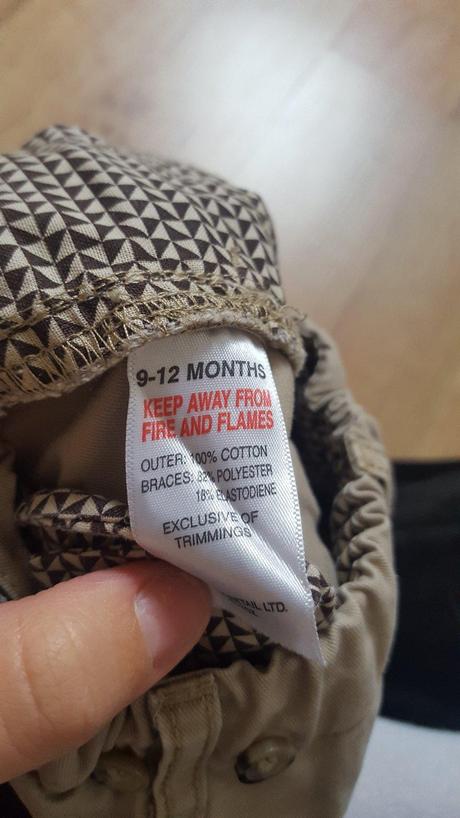 9-12 MONTHS
KEEP AWAY FROM
FIRE AND FLAMES
OUTER: 100% COTTON
BRACES: 82% POLYESTER
18% ELASTODIENE
EXCLUSIVE OF
TRIMMINGS
LTD.